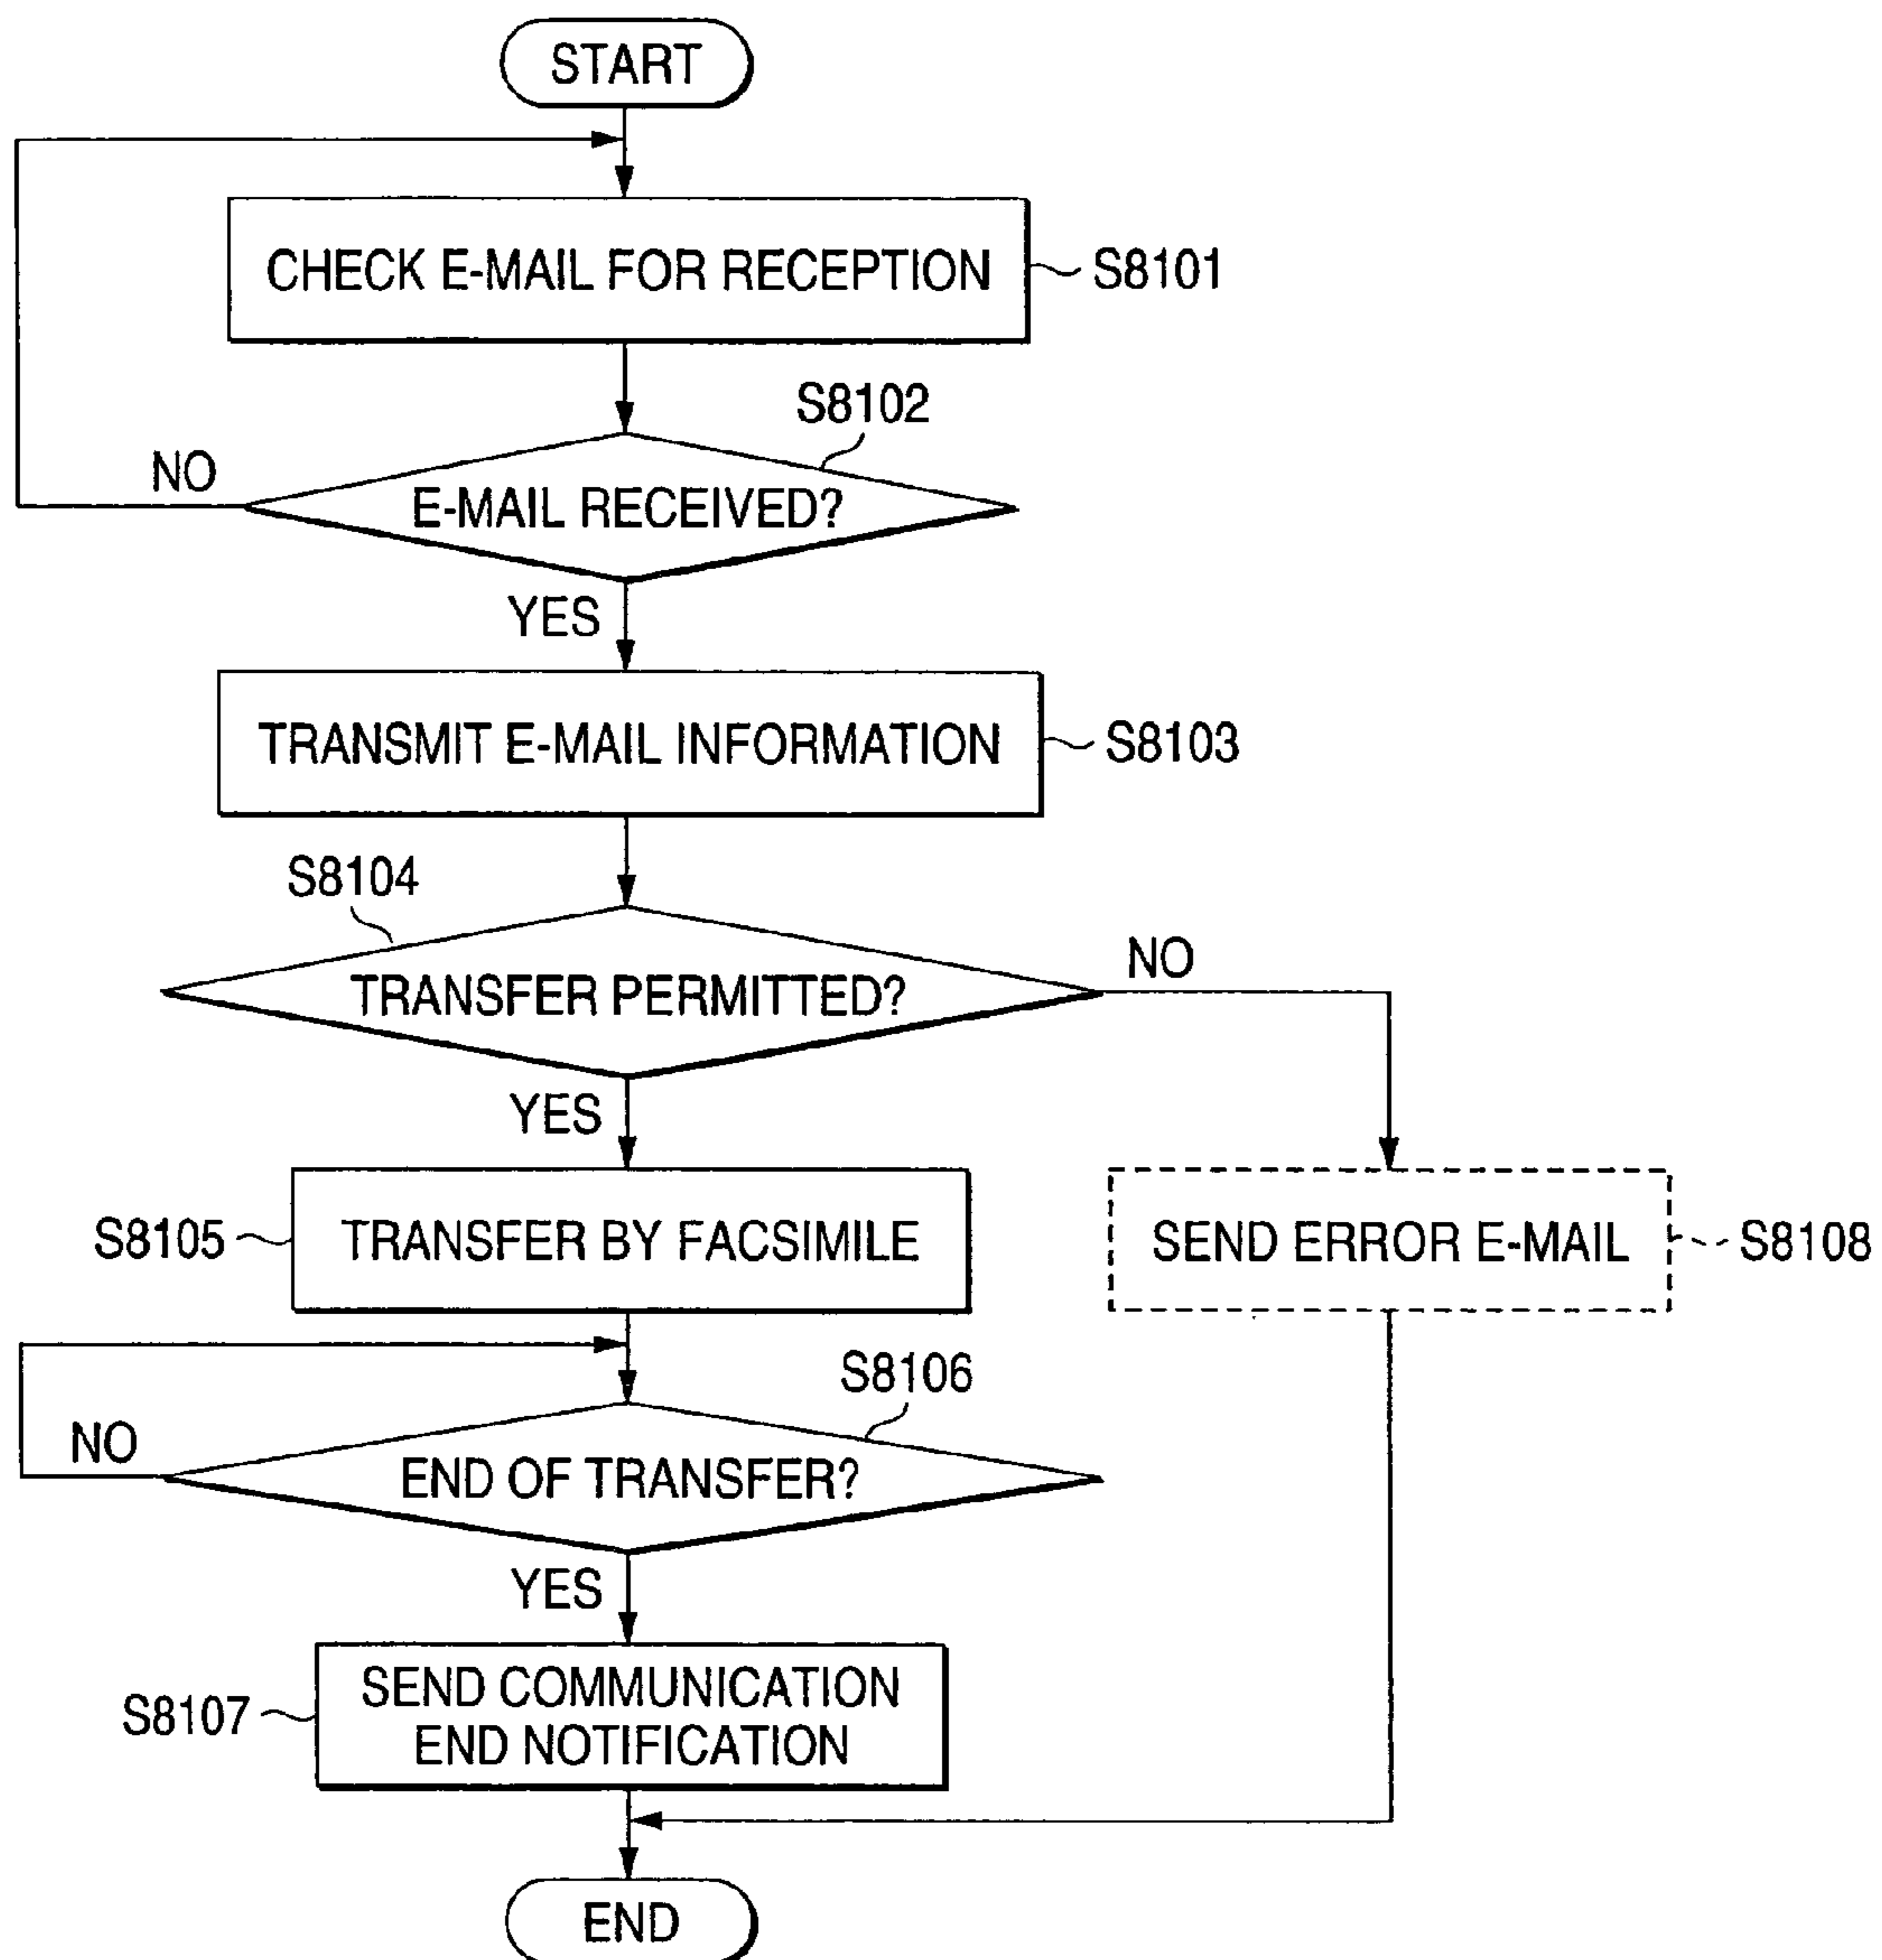 START
CHECK E-MAIL FOR RECEPTION
S8101
S8102
NO
E-MAIL RECEIVED?
YES
TRANSMIT E-MAIL INFORMATION
S8103
S8104
NO
TRANSFER PERMITTED?
YES
S8105
TRANSFER BY FACSIMILE
SEND ERROR E-MAIL
S8108
S8106
NO
END OF TRANSFER?
YES
S8107
SEND COMMUNICATION
END NOTIFICATION
END